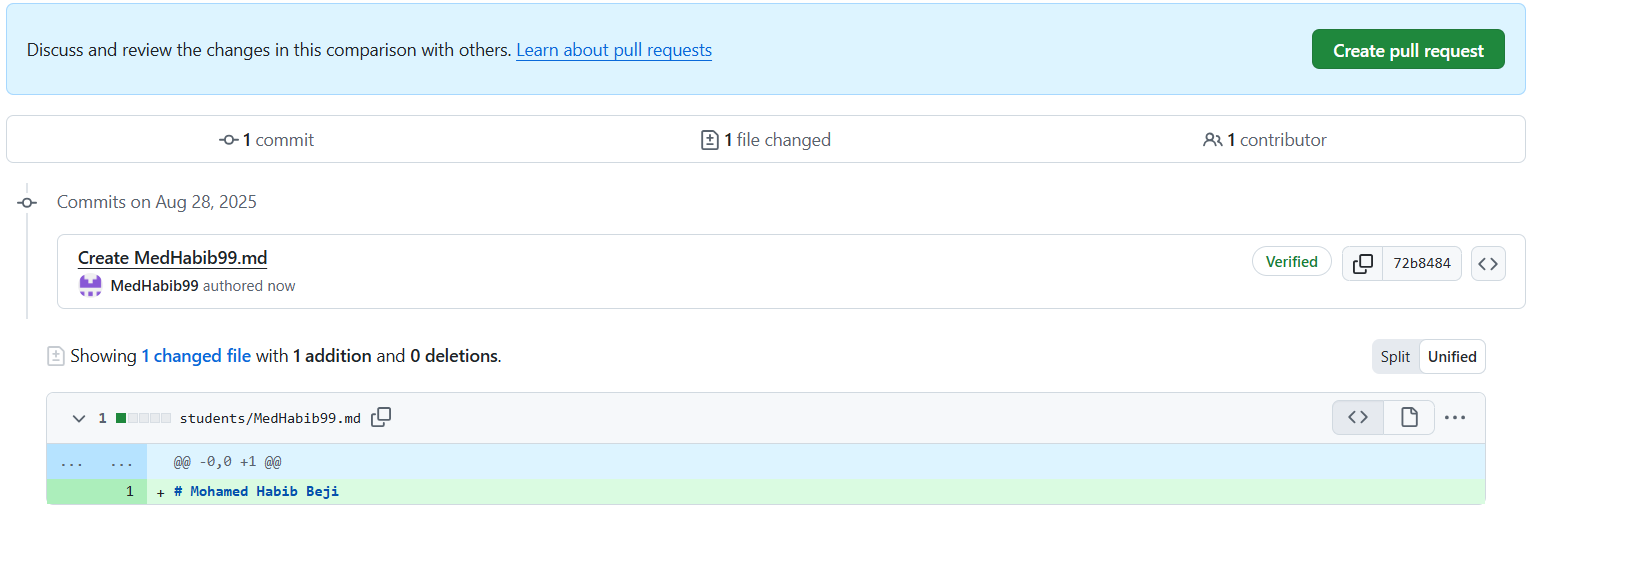 Discuss and review the changes in this comparison with others. Learn about pull requests
Create pull request
1 commit
1 file changed
1 contributor
Commits on Aug 28, 2025
Create MedHabib99.md
MedHabib99 authored now
Verified
72b8484
Showing 1 changed file with 1 addition and 0 deletions.
Split
Unified
1 students/MedHabib99.md
... ... @@ -0,0 +1 @@
1 + # Mohamed Habib Beji